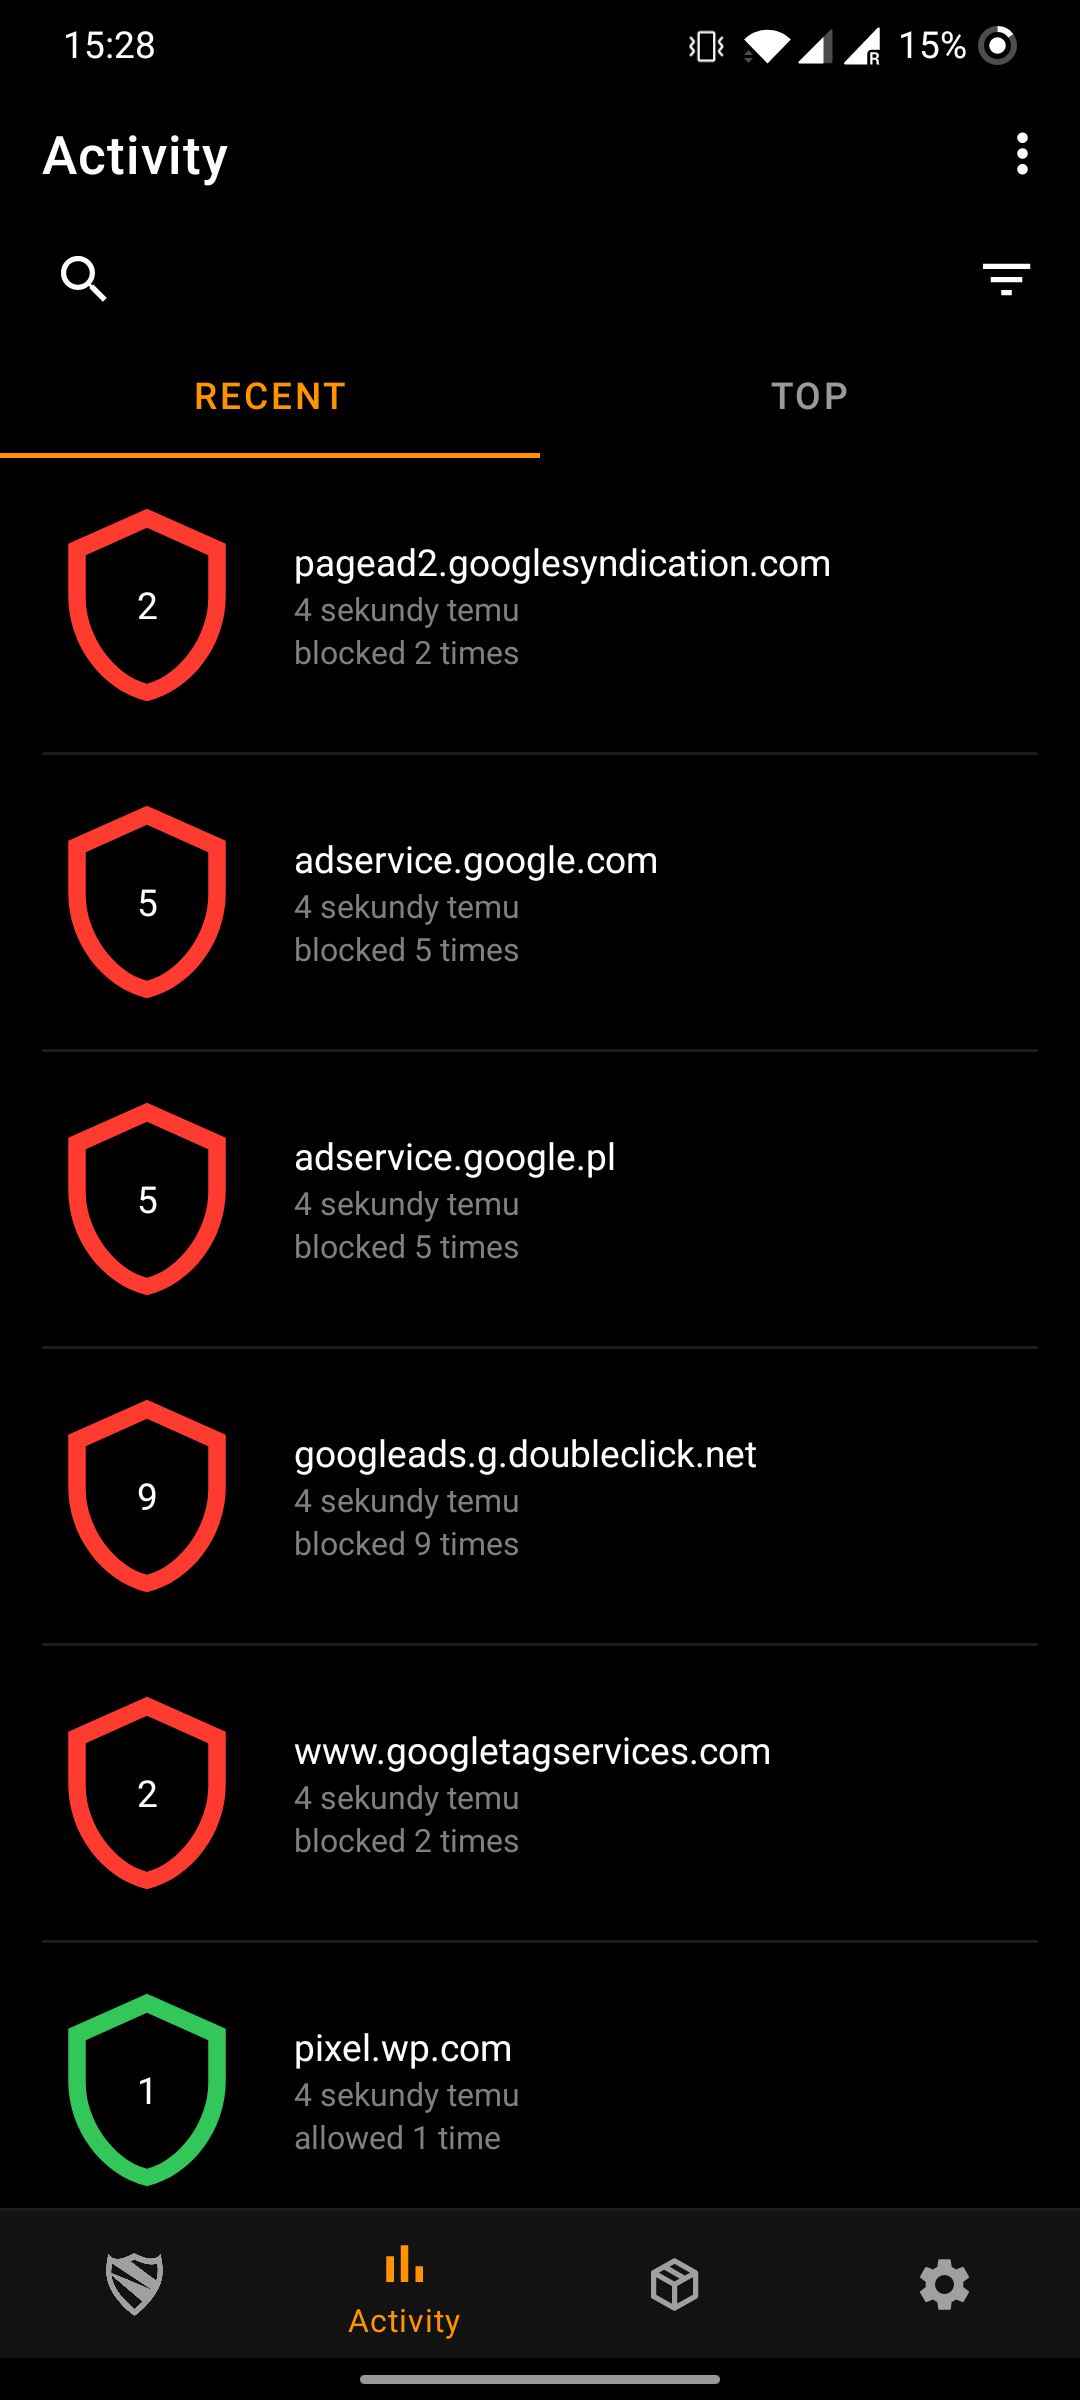 15:28
R
15%
Activity
RECENT
TOP
2
pagead2.googlesyndication.com
4 sekundy temu
blocked 2 times
5
adservice.google.com
4 sekundy temu
blocked 5 times
5
adservice.google.pl
4 sekundy temu
blocked 5 times
9
googleads.g.doubleclick.net
4 sekundy temu
blocked 9 times
2
www.googletagservices.com
4 sekundy temu
blocked 2 times
1
pixel.wp.com
4 sekundy temu
allowed 1 time
Activity